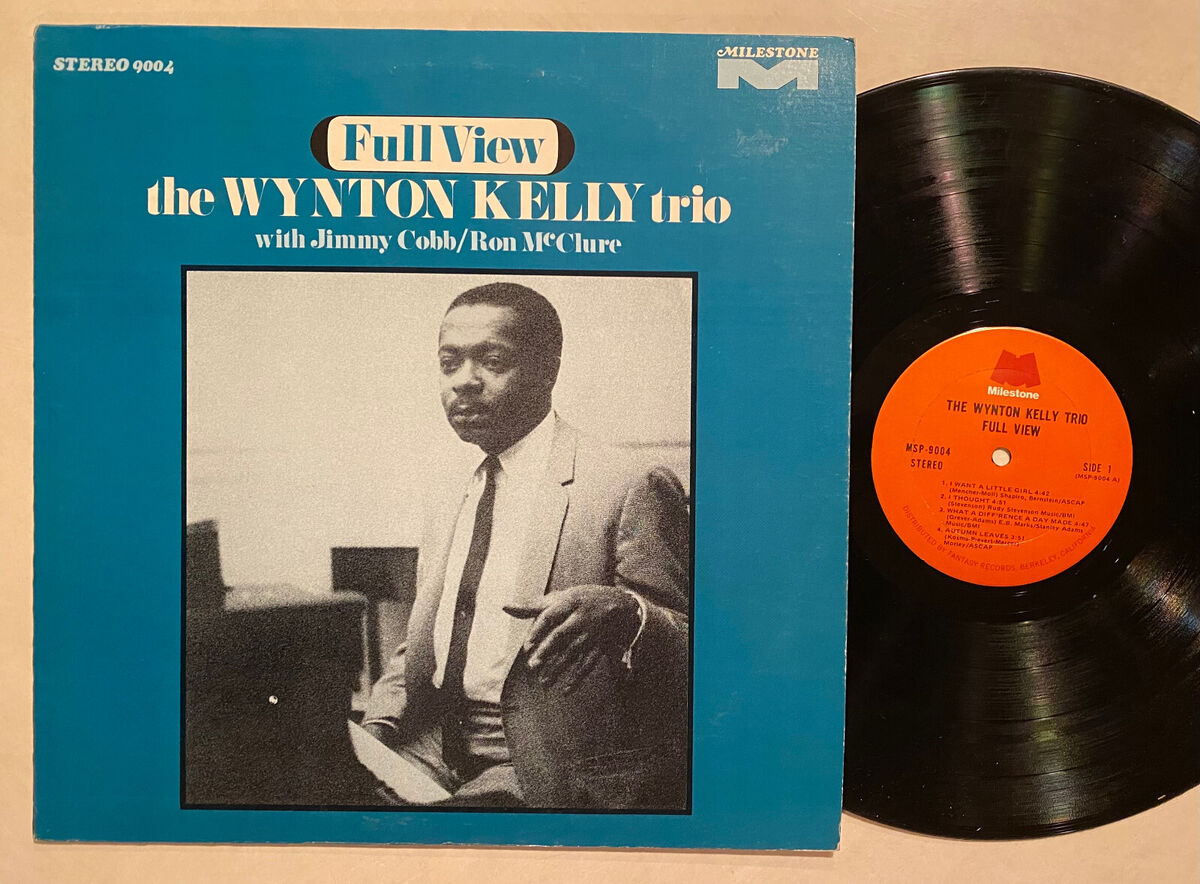 STEREO 9004
MILESTONE
Full View
the WYNTON KELLY trio
with Jimmy Cobb/Ron McClure
Milestone
THE WYNTON KELLY TRIO
FULL VIEW
MSP-9004
STEREO
SIDE 1
(MSP-9004 A)
1. I WANT A LITTLE GIRL 4:42
(Mencher-Moll) Shapiro, Bernstein/ASCAP
2. I THOUGHT 4:51
(Stevenson) Rudy Stevenson Music/BMI
3. WHAT A DIFF'RENCE A DAY MADE 4:47
(Grever-Adams) E.B. Marks/Stanley Adams
Music/BMI
4. AUTUMN LEAVES 3:51
(Kosma-Prevert-Mercer)
Morley/ASCAP
DISTRIBUTED BY FANTASY RECORDS, BERKELEY, CALIFORNIA